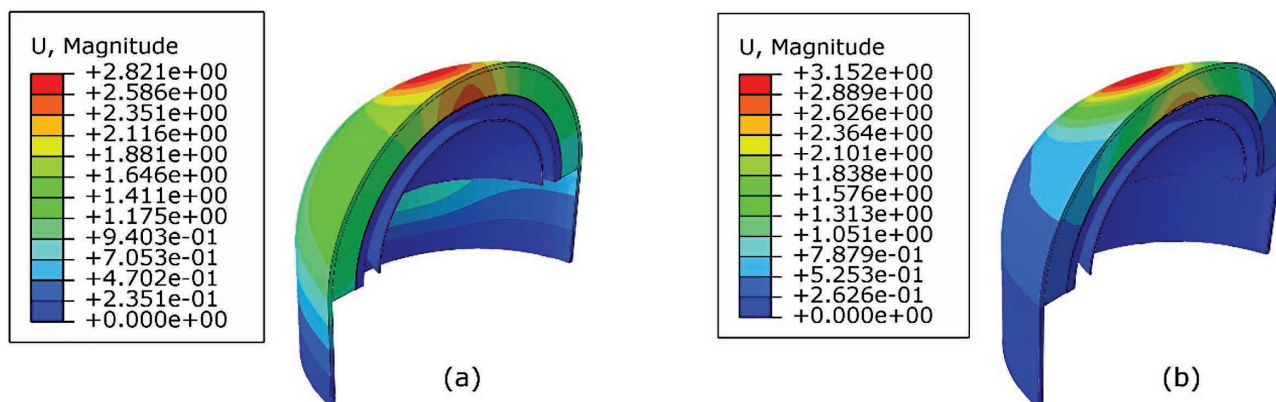 U, Magnitude
+2.821e+00
+2.586e+00
+2.351e+00
+2.116e+00
+1.881e+00
+1.646e+00
+1.411e+00
+1.175e+00
+9.403e-01
+7.053e-01
+4.702e-01
+2.351e-01
+0.000e+00
(a)
U, Magnitude
+3.152e+00
+2.889e+00
+2.626e+00
+2.364e+00
+2.101e+00
+1.838e+00
+1.576e+00
+1.313e+00
+1.051e+00
+7.879e-01
+5.253e-01
+2.626e-01
+0.000e+00
(b)